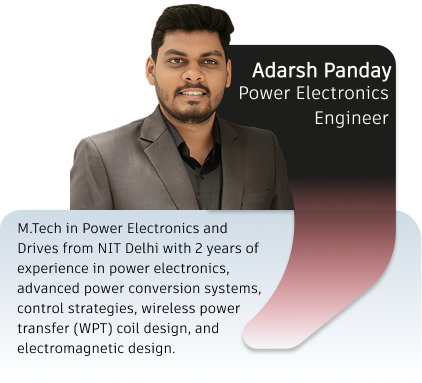 Adarsh Panday
Power Electronics
Engineer
M.Tech in Power Electronics and
Drives from NIT Delhi with 2 years of
experience in power electronics,
advanced power conversion systems,
control strategies, wireless power
transfer (WPT) coil design, and
electromagnetic design.